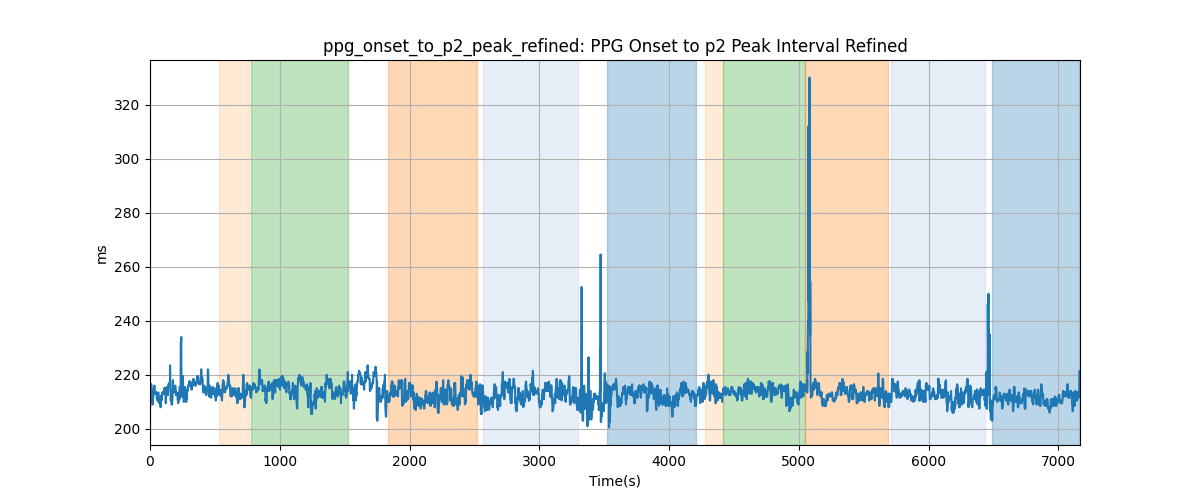 ppg_onset_to_p2_peak_refined: PPG Onset to p2 Peak Interval Refined
ms
320
300
280
260
240
220
200
0 1000 2000 3000 4000 5000 6000 7000
Time(s)